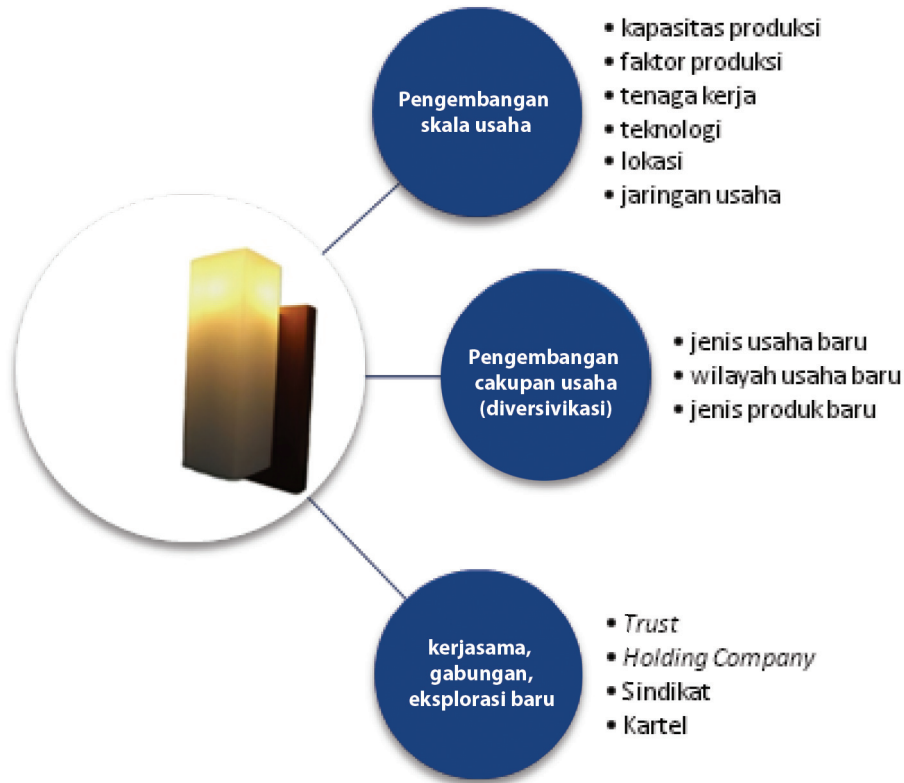 Pengembangan
skala usaha
• kapasitas produksi
• faktor produksi
• tenaga kerja
• teknologi
• lokasi
• jaringan usaha
Pengembangan
cakupan usaha
(diversivikasi)
• jenis usaha baru
• wilayah usaha baru
• jenis produk baru
kerjasama,
gabungan,
eksplorasi baru
• Trust
• Holding Company
• Sindikat
• Kartel